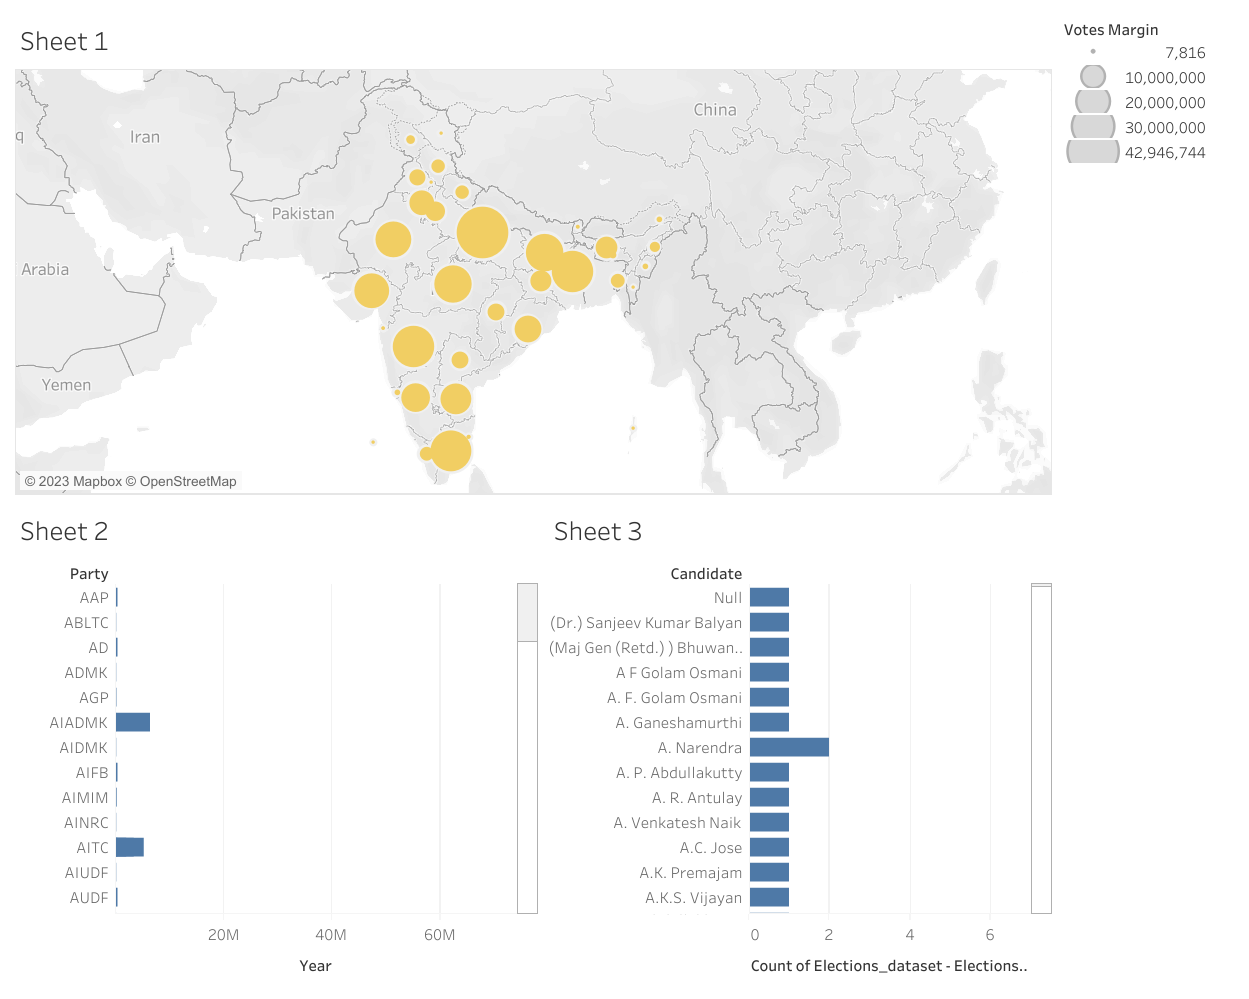 Sheet 1
Votes Margin
7,816
10,000,000
20,000,000
30,000,000
42,946,744
China
Iran
q
Pakistan
Arabia
Yemen
© 2023 Mapbox © OpenStreetMap
Sheet 2
Party
AAP
ABLTC
AD
ADMK
AGP
AIADMK
AIDMK
AIFB
AIMIM
AINRC
AITC
AIUDF
AUDF
20M
40M
60M
Year
Sheet 3
Candidate
Null
(Dr.) Sanjeev Kumar Balyan
(Maj Gen (Retd.) ) Bhuwan..
A F Golam Osmani
A. F. Golam Osmani
A. Ganeshamurthi
A. Narendra
A. P. Abdullakutty
A. R. Antulay
A. Venkatesh Naik
A.C. Jose
A.K. Premajam
A.K.S. Vijayan
0
2
4
6
Count of Elections_dataset - Elections..